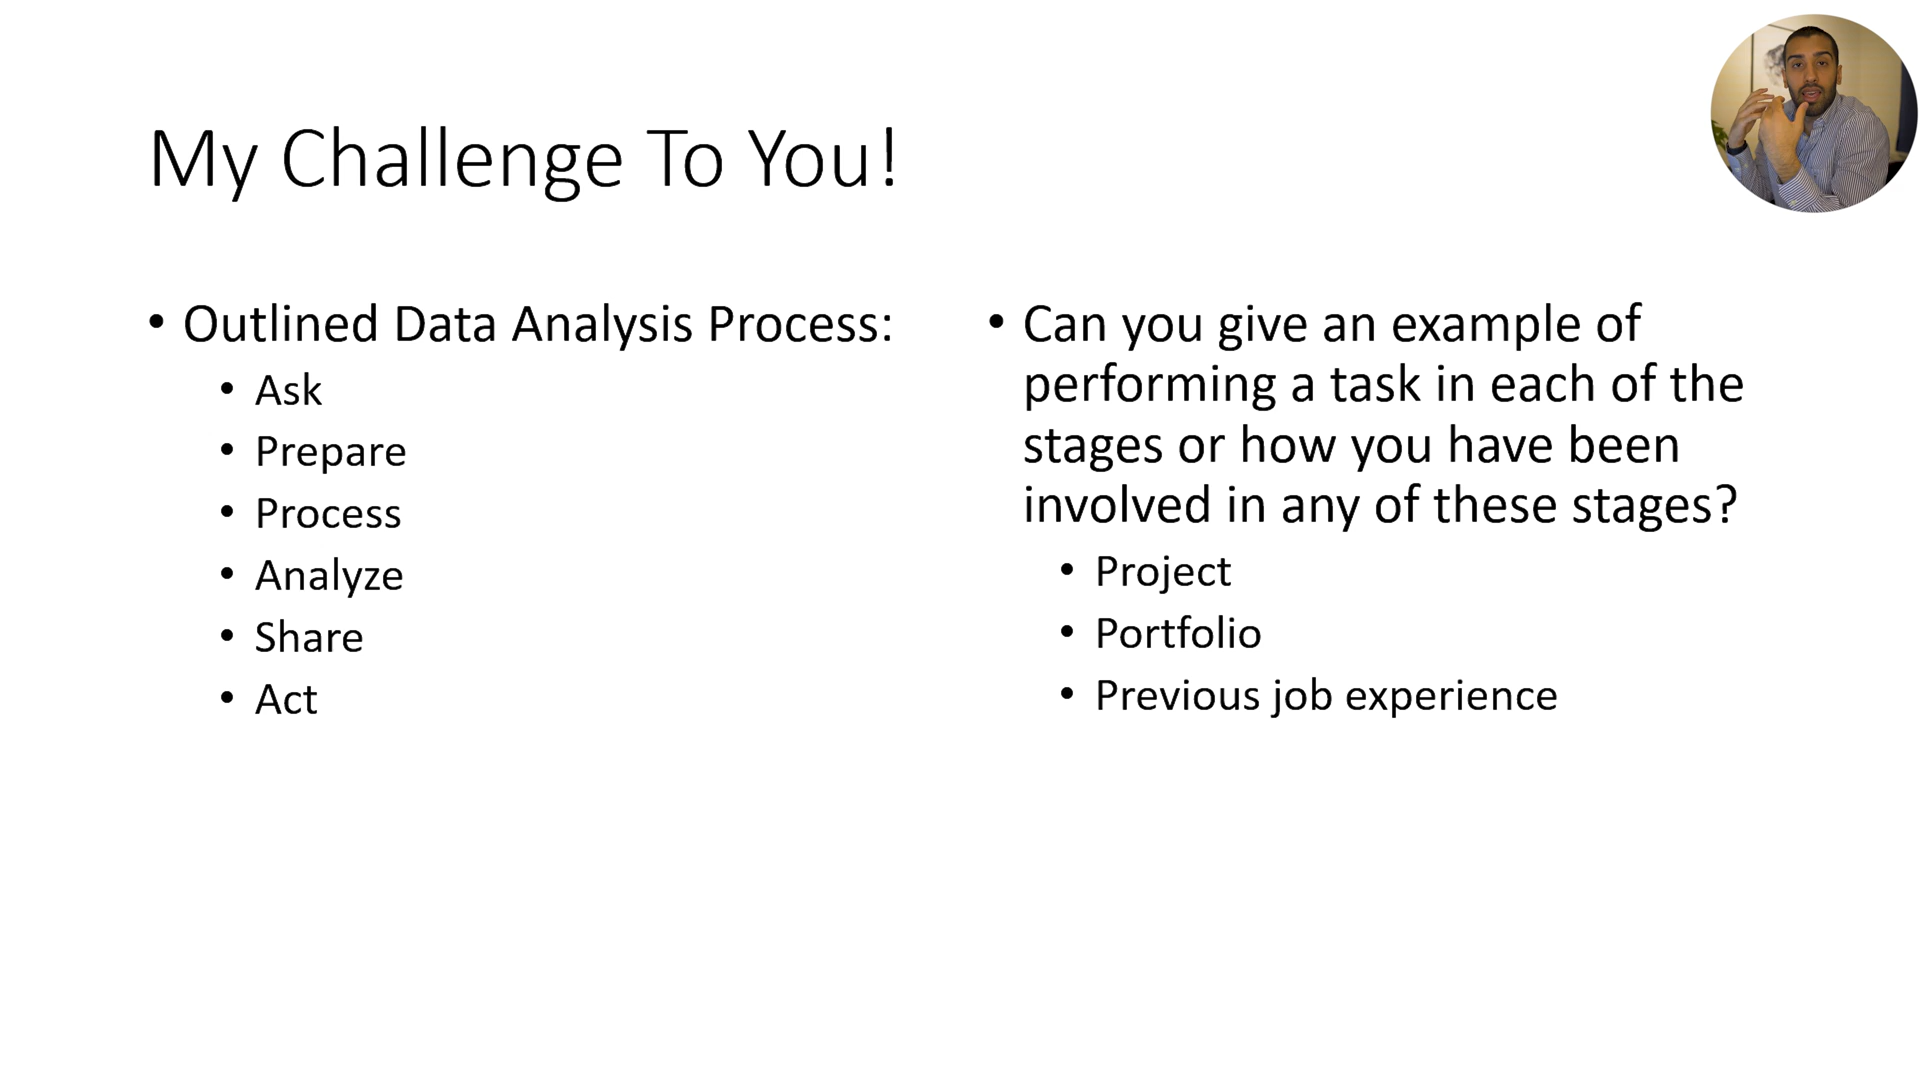 My Challenge To You!
• Outlined Data Analysis Process:
• Ask
• Prepare
• Process
• Analyze
• Share
• Act
• Can you give an example of
performing a task in each of the
stages or how you have been
involved in any of these stages?
• Project
• Portfolio
• Previous job experience